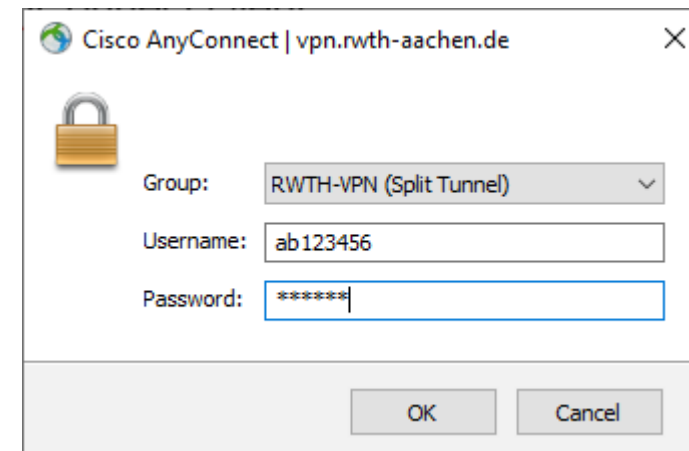 Cisco AnyConnect | vpn.rwth-aachen.de
Group: RWTH-VPN (Split Tunnel)
Username: ab123456
Password: ******
OK Cancel